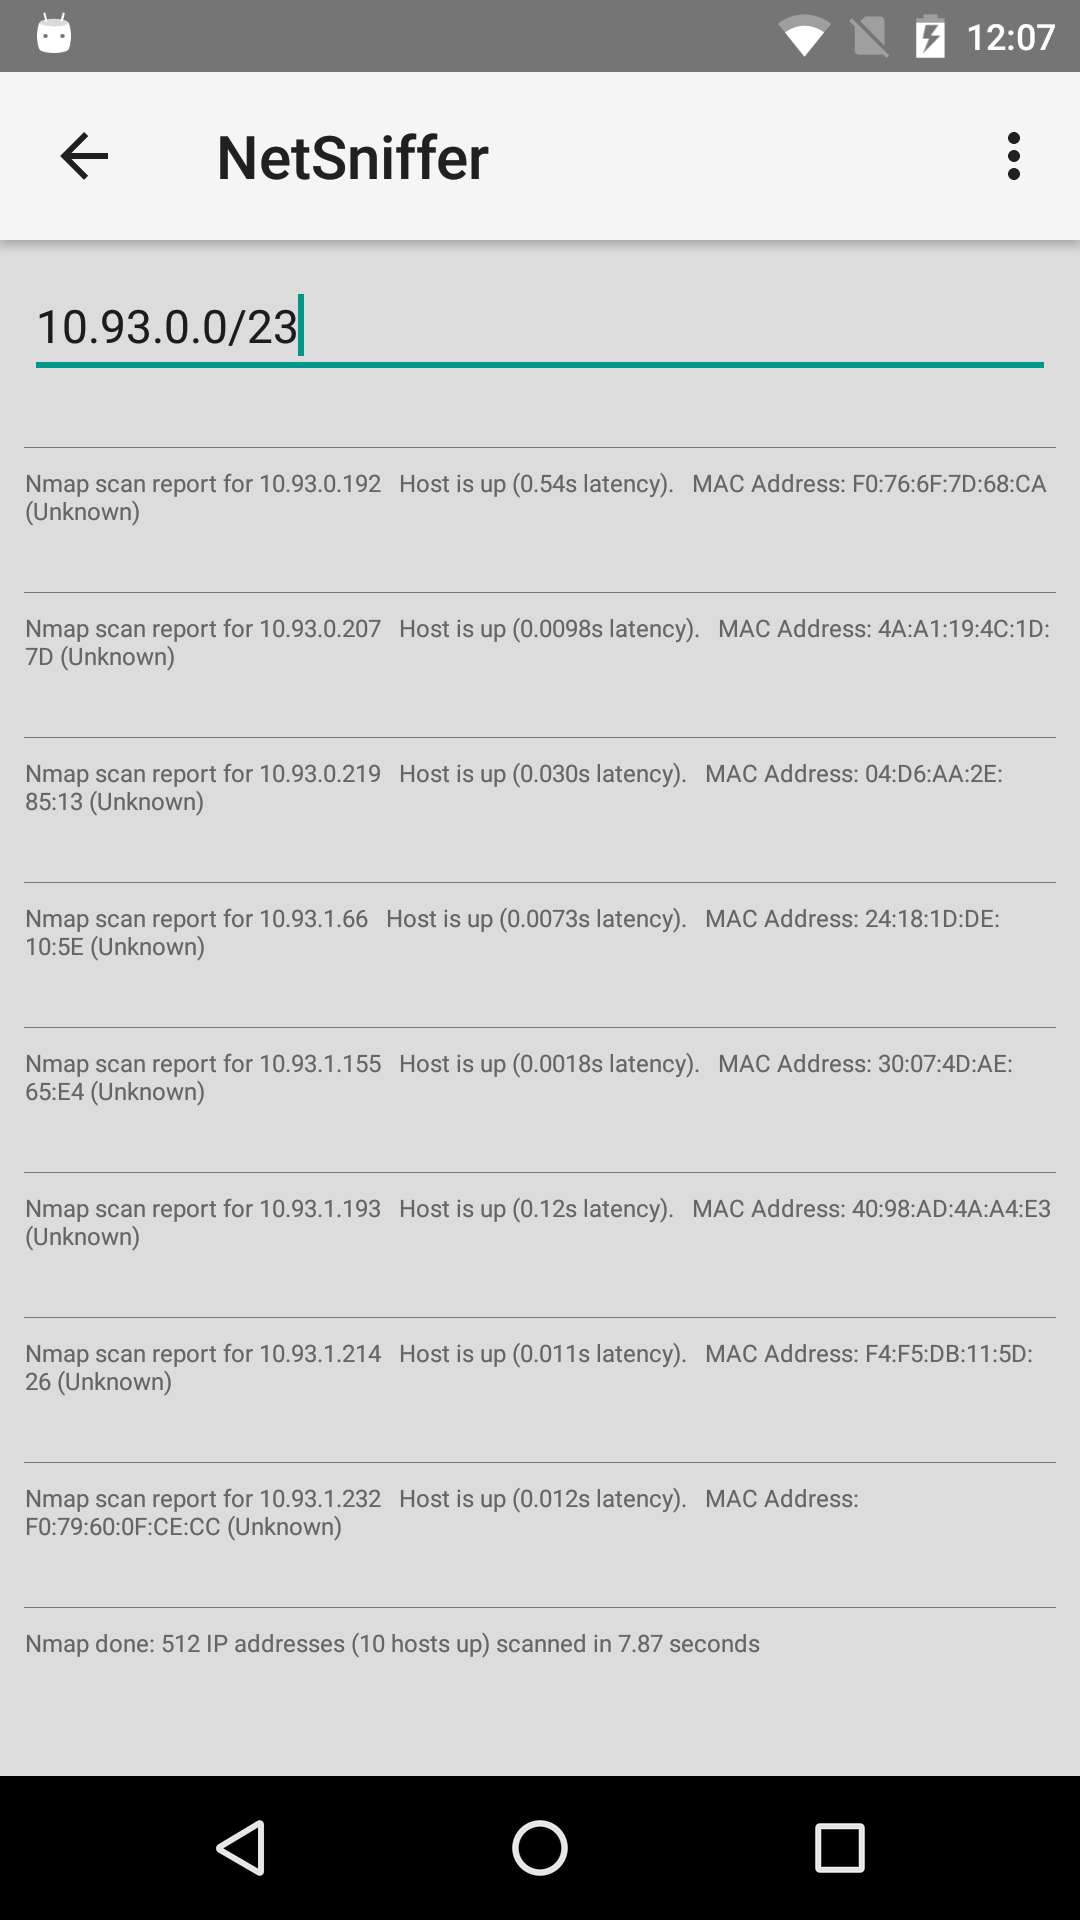 12:07
NetSniffer
10.93.0.0/23
Nmap scan report for 10.93.0.192   Host is up (0.54s latency).   MAC Address: F0:76:6F:7D:68:CA
(Unknown)
Nmap scan report for 10.93.0.207   Host is up (0.0098s latency).   MAC Address: 4A:A1:19:4C:1D:
7D (Unknown)
Nmap scan report for 10.93.0.219   Host is up (0.030s latency).   MAC Address: 04:D6:AA:2E:
85:13 (Unknown)
Nmap scan report for 10.93.1.66   Host is up (0.0073s latency).   MAC Address: 24:18:1D:DE:
10:5E (Unknown)
Nmap scan report for 10.93.1.155   Host is up (0.0018s latency).   MAC Address: 30:07:4D:AE:
65:E4 (Unknown)
Nmap scan report for 10.93.1.193   Host is up (0.12s latency).   MAC Address: 40:98:AD:4A:A4:E3
(Unknown)
Nmap scan report for 10.93.1.214   Host is up (0.011s latency).   MAC Address: F4:F5:DB:11:5D:
26 (Unknown)
Nmap scan report for 10.93.1.232   Host is up (0.012s latency).   MAC Address:
F0:79:60:0F:CE:CC (Unknown)
Nmap done: 512 IP addresses (10 hosts up) scanned in 7.87 seconds